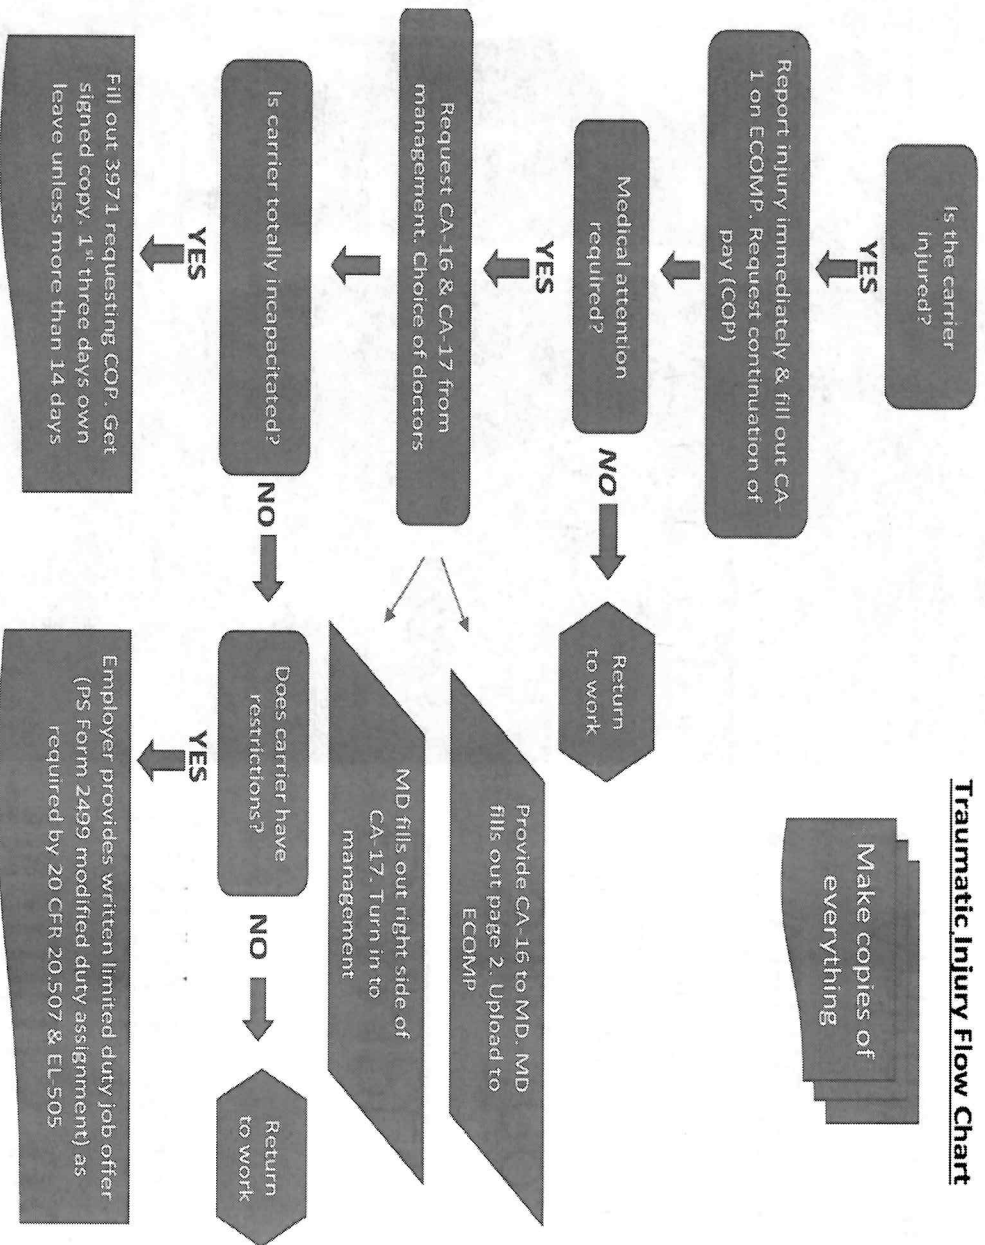 Traumatic Injury Flow Chart
Make copies of
everything
Is the carrier
injured?
YES
Report injury immediately & fill out CA-
1 on ECOMP. Request continuation of
pay (COP)
Medical attention
required?
NO
Return
to work
YES
Request CA-16 & CA-17 from
management. Choice of doctors
Provide CA-16 to MD. MD
fills out page 2. Upload to
ECOMP
MD fills out right side of
CA-17. Turn in to
management
Is carrier totally incapacitated?
NO
Does carrier have
restrictions?
NO
Return
to work
YES
Fill out 3971 requesting COP. Get
signed copy. 1st three days own
leave unless more than 14 days
YES
Employer provides written limited duty job offer
(PS Form 2499 modified duty assignment) as
required by 20 CFR 20.507 & EL-505